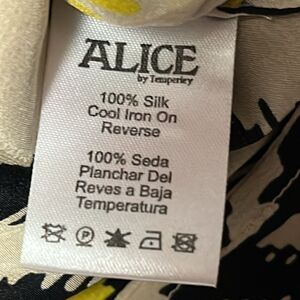 ALICE
by Temperley
100% Silk
Cool Iron On
Reverse
100% Seda
Planchar Del
Reves a Baja
Temperatura